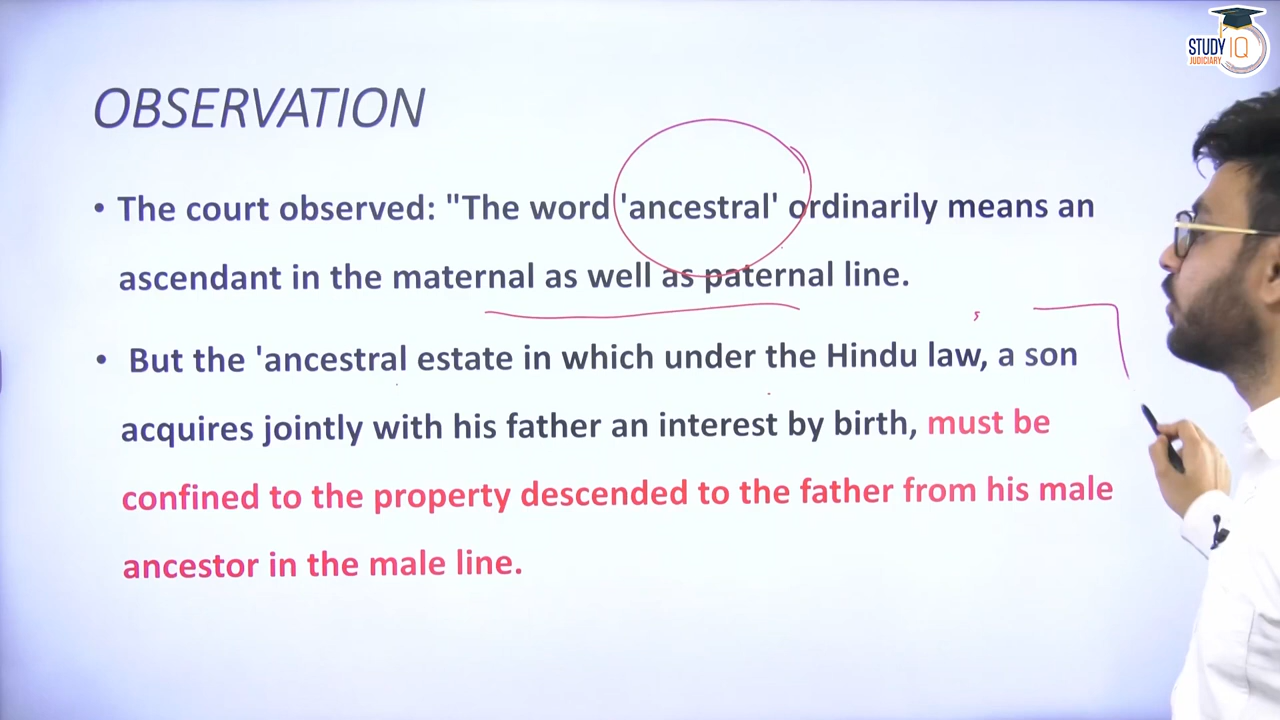 STUDY IQ
JUDICIARY
OBSERVATION
• The court observed: "The word 'ancestral' ordinarily means an
ascendant in the maternal as well as paternal line.
• But the 'ancestral estate in which under the Hindu law, a son
acquires jointly with his father an interest by birth, must be
confined to the property descended to the father from his male
ancestor in the male line.